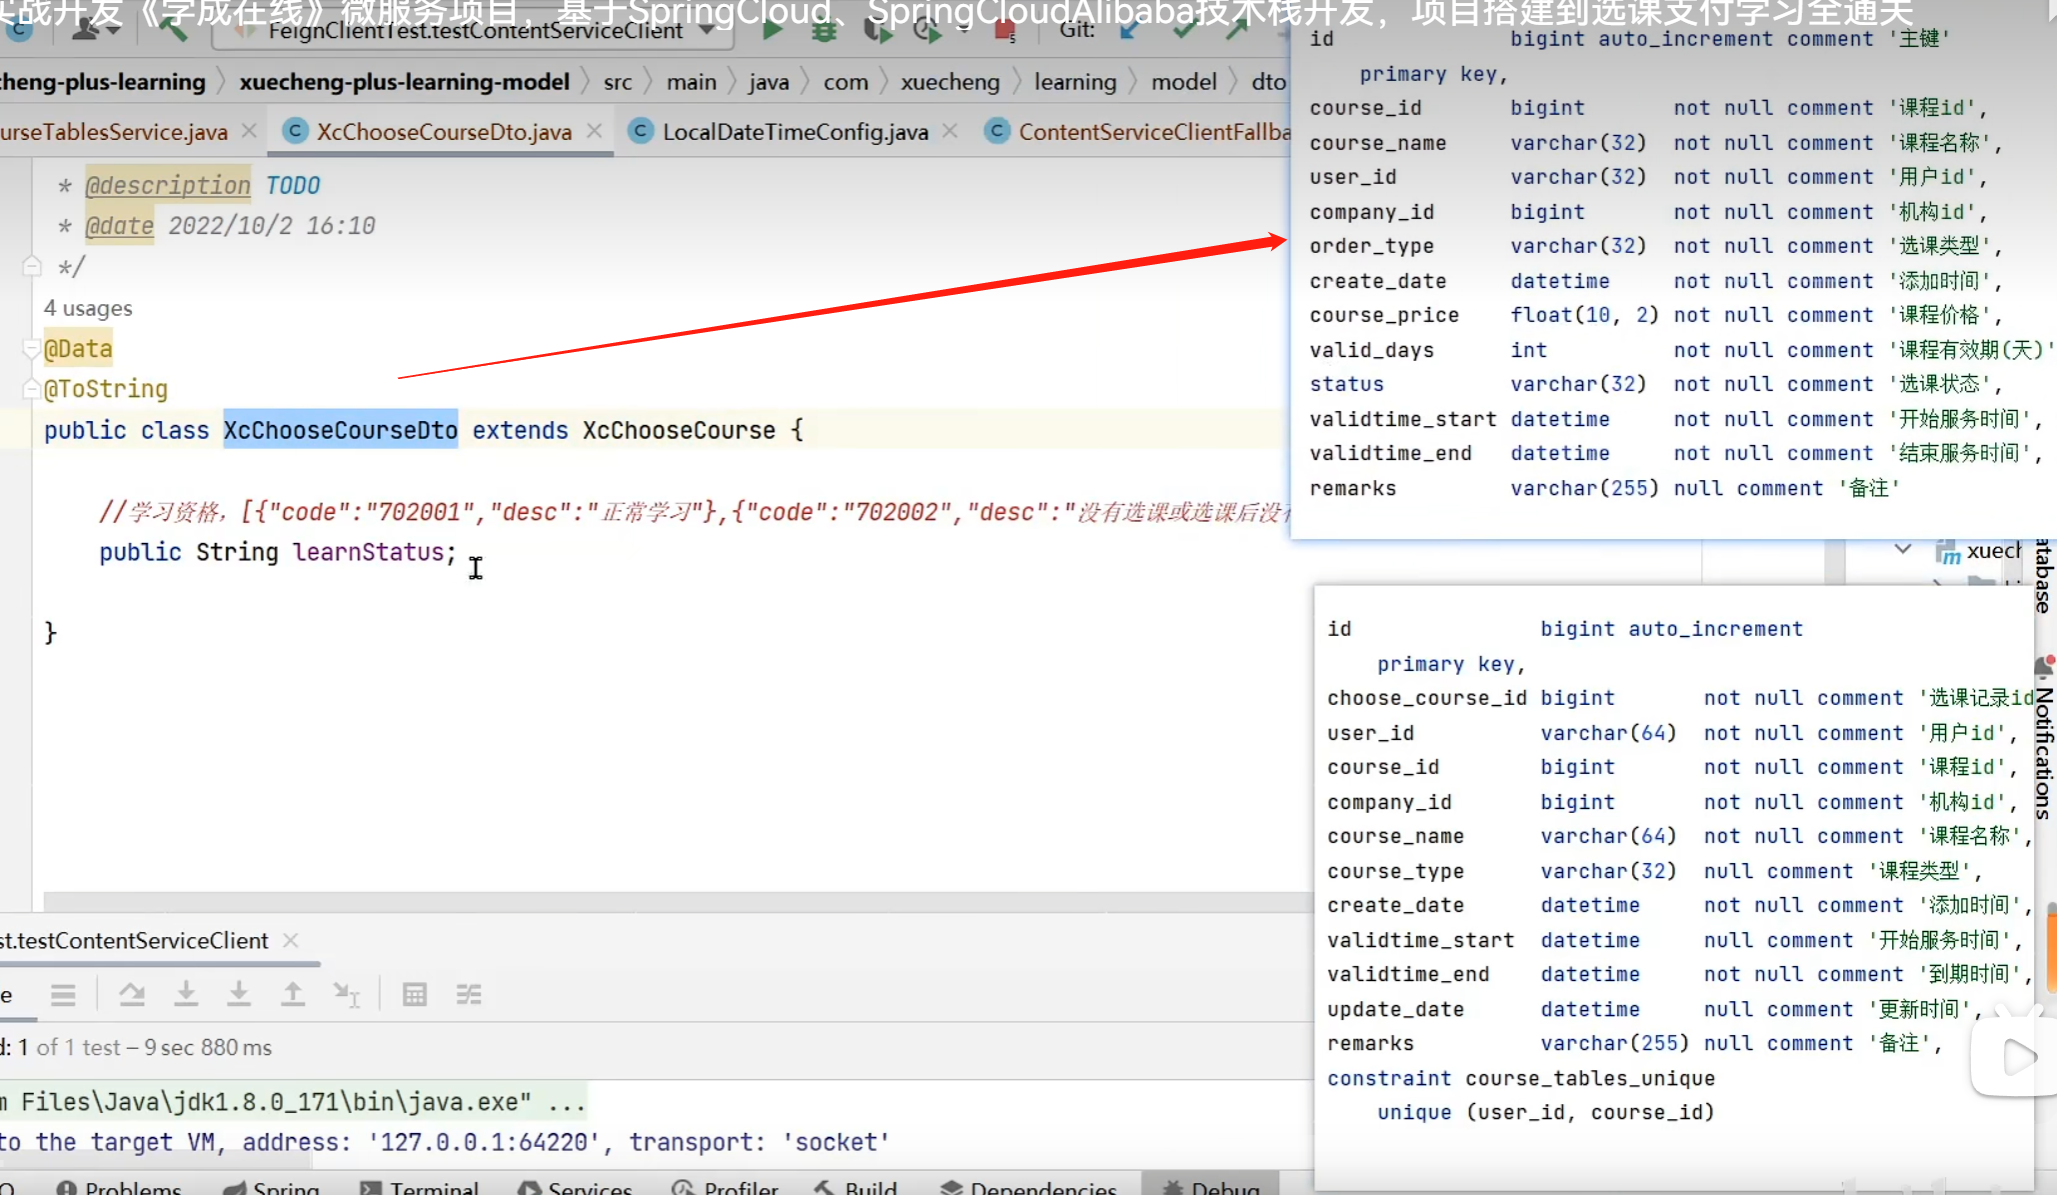 实战开发《学成在线》微服务项目，基于SpringCloud、SpringCloudAlibaba技术栈开发，项目搭建到选课支付学习全通关
FeignClientTest.testContentServiceClient
Git:
cheng-plus-learning
xuecheng-plus-learning-model
src
main
java
com
xuecheng
learning
model
dto
urseTablesService.java
XcChooseCourseDto.java
LocalDateTimeConfig.java
ContentServiceClientFallba
* @description TODO
* @date 2022/10/2 16:10
*/
4 usages
@Data
@ToString
public class XcChooseCourseDto extends XcChooseCourse {
//学习资格，[{"code":"702001","desc":"正常学习"},{"code":"702002","desc":"没有选课或选课后没有
public String learnStatus;
}
id bigint auto_increment comment '主键'
primary key,
course_id bigint not null comment '课程id',
course_name varchar(32) not null comment '课程名称',
user_id varchar(32) not null comment '用户id',
company_id bigint not null comment '机构id',
order_type varchar(32) not null comment '选课类型',
create_date datetime not null comment '添加时间',
course_price float(10, 2) not null comment '课程价格',
valid_days int not null comment '课程有效期(天)'
status varchar(32) not null comment '选课状态',
validtime_start datetime not null comment '开始服务时间',
validtime_end datetime not null comment '结束服务时间',
remarks varchar(255) null comment '备注'
xuech
atabase
Notifications
id bigint auto_increment
primary key,
choose_course_id bigint not null comment '选课记录id
user_id varchar(64) not null comment '用户id',
course_id bigint not null comment '课程id',
company_id bigint not null comment '机构id',
course_name varchar(64) not null comment '课程名称',
course_type varchar(32) null comment '课程类型',
create_date datetime not null comment '添加时间',
validtime_start datetime null comment '开始服务时间',
validtime_end datetime not null comment '到期时间',
update_date datetime null comment '更新时间',
remarks varchar(255) null comment '备注',
constraint course_tables_unique
unique (user_id, course_id)
st.testContentServiceClient
e
d: 1 of 1 test – 9 sec 880 ms
m Files\Java\jdk1.8.0_171\bin\java.exe" ...
to the target VM, address: '127.0.0.1:64220', transport: 'socket'
Problems
Spring
Terminal
Services
Profiler
Build
Dependencies
Debug